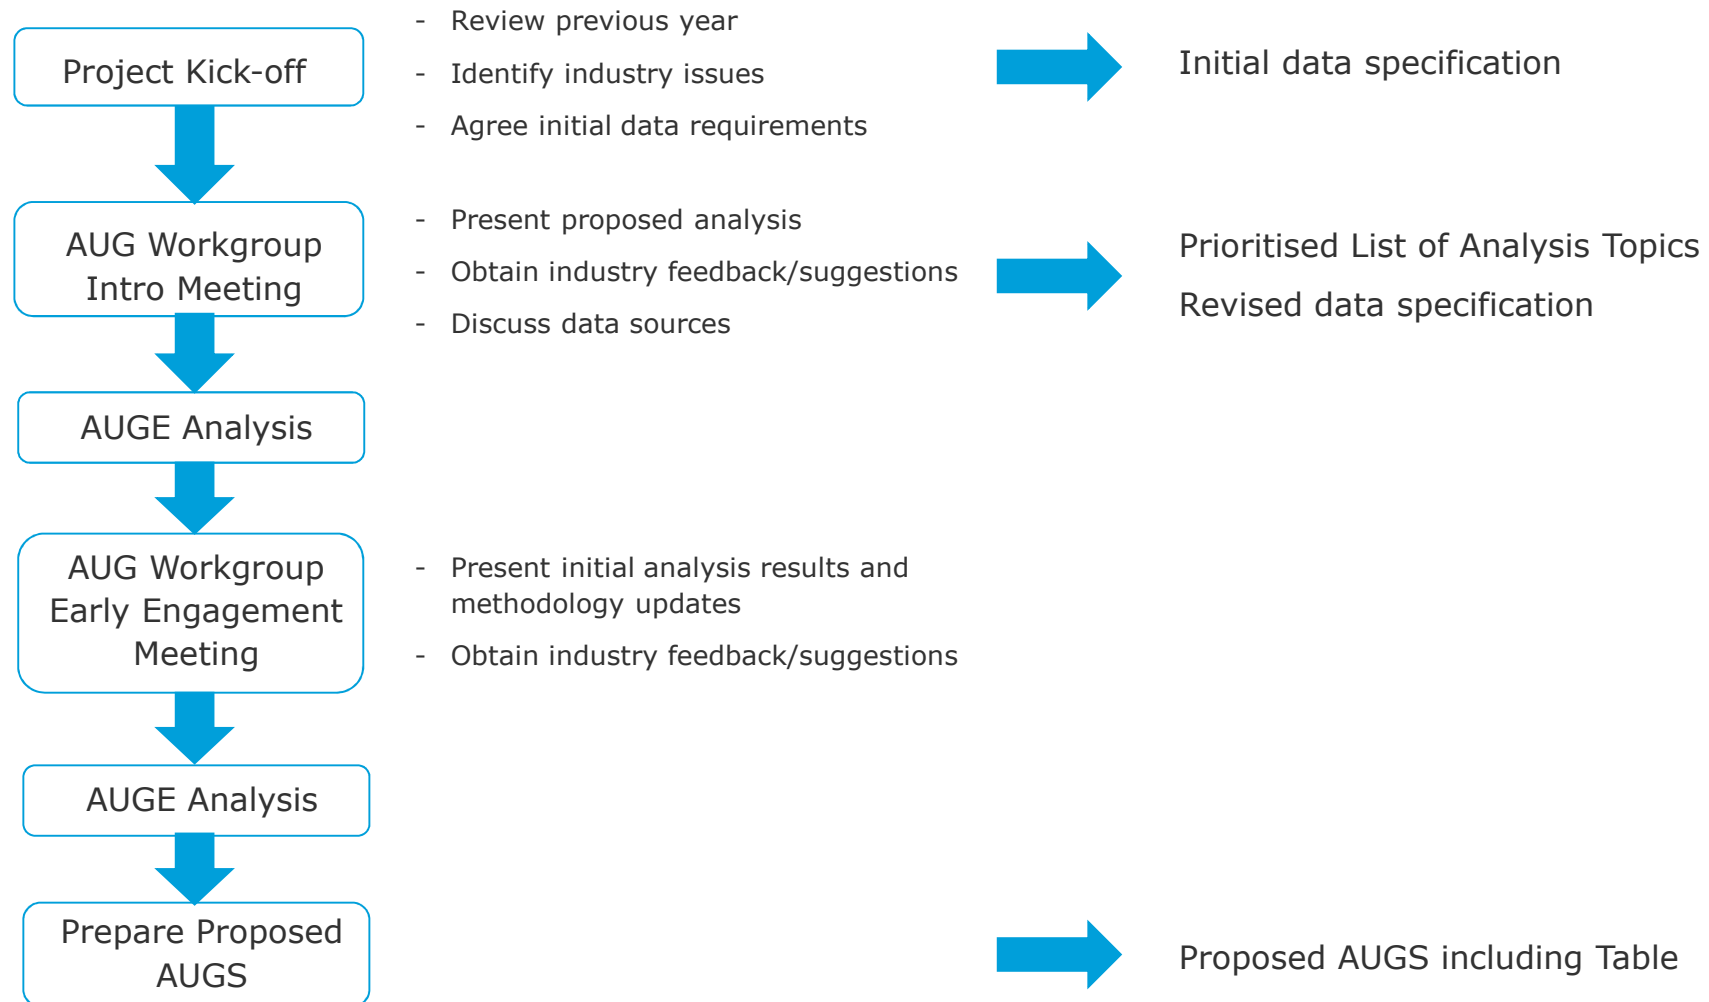 Project Kick-off
- Review previous year
- Identify industry issues
- Agree initial data requirements
Initial data specification
AUG Workgroup
Intro Meeting
- Present proposed analysis
- Obtain industry feedback/suggestions
- Discuss data sources
Prioritised List of Analysis Topics
Revised data specification
AUGE Analysis
AUG Workgroup
Early Engagement
Meeting
- Present initial analysis results and
methodology updates
- Obtain industry feedback/suggestions
AUGE Analysis
Prepare Proposed
AUGS
Proposed AUGS including Table